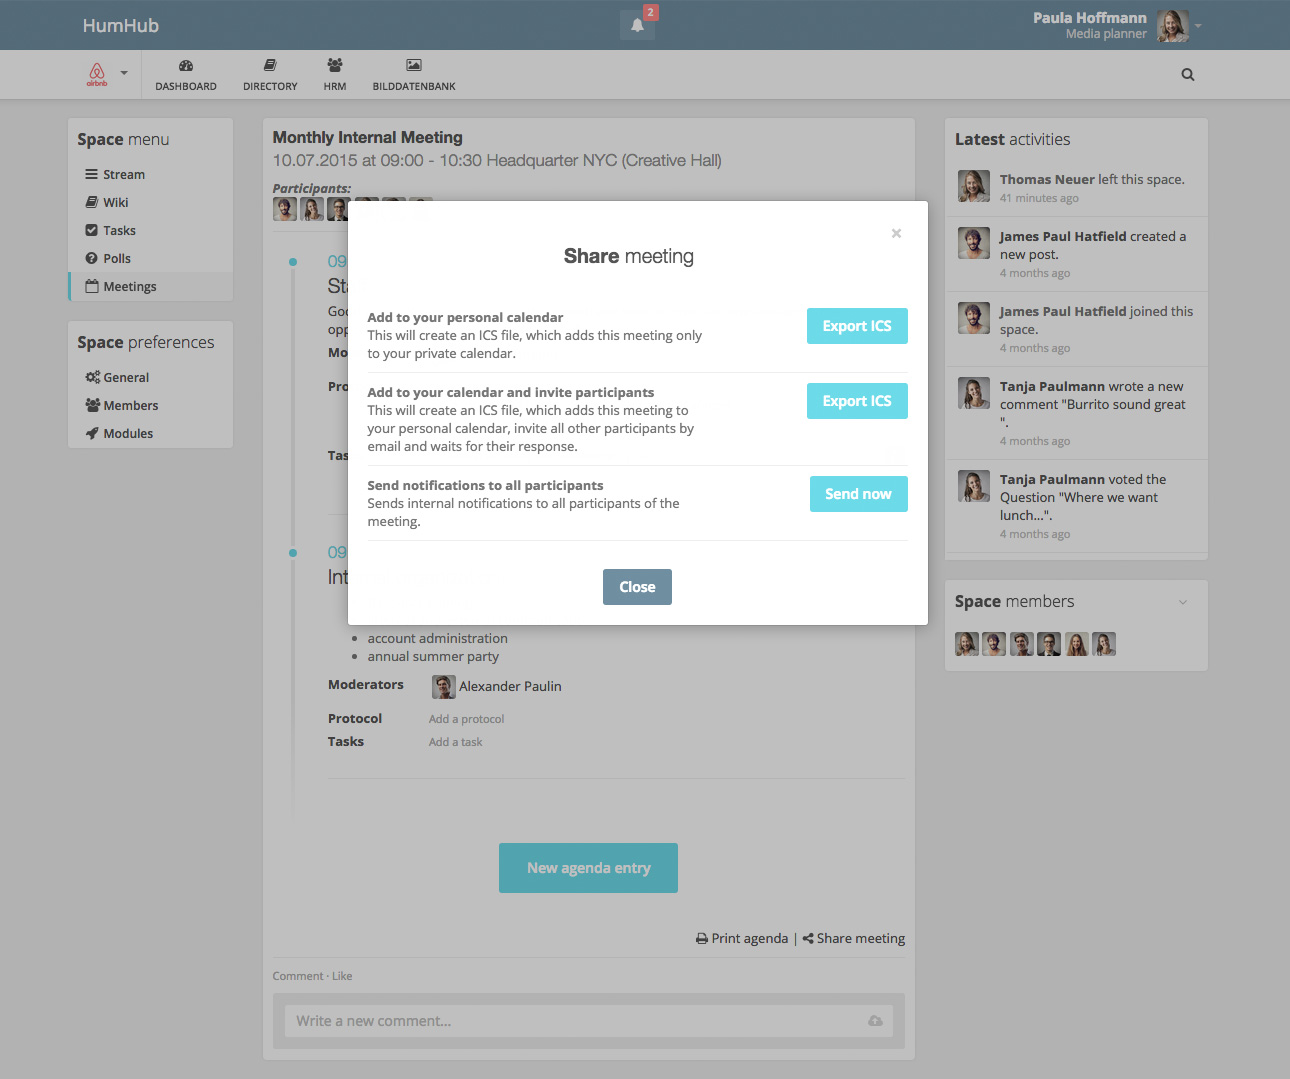 HumHub
2
Paula Hoffmann
Media planner
airbnb
DASHBOARD
DIRECTORY
HRM
BILDDATENBANK
Space menu
Stream
Wiki
Tasks
Polls
Meetings
Space preferences
General
Members
Modules
Monthly Internal Meeting
10.07.2015 at 09:00 - 10:30 Headquarter NYC (Creative Hall)
Participants:
09
Share meeting
×
Add to your personal calendar
This will create an ICS file, which adds this meeting only
to your private calendar.
Export ICS
Add to your calendar and invite participants
This will create an ICS file, which adds this meeting to
your personal calendar, invite all other participants by
email and waits for their response.
Export ICS
Send notifications to all participants
Sends internal notifications to all participants of the
meeting.
Send now
Close
09
Int
account administration
annual summer party
Moderators
Alexander Paulin
Protocol
Add a protocol
Tasks
Add a task
New agenda entry
Print agenda | Share meeting
Comment · Like
Write a new comment...
Latest activities
Thomas Neuer left this space.
41 minutes ago
James Paul Hatfield created a
new post.
4 months ago
James Paul Hatfield joined this
space.
4 months ago
Tanja Paulmann wrote a new
comment "Burrito sound great
".
4 months ago
Tanja Paulmann voted the
Question "Where we want
lunch...".
4 months ago
Space members